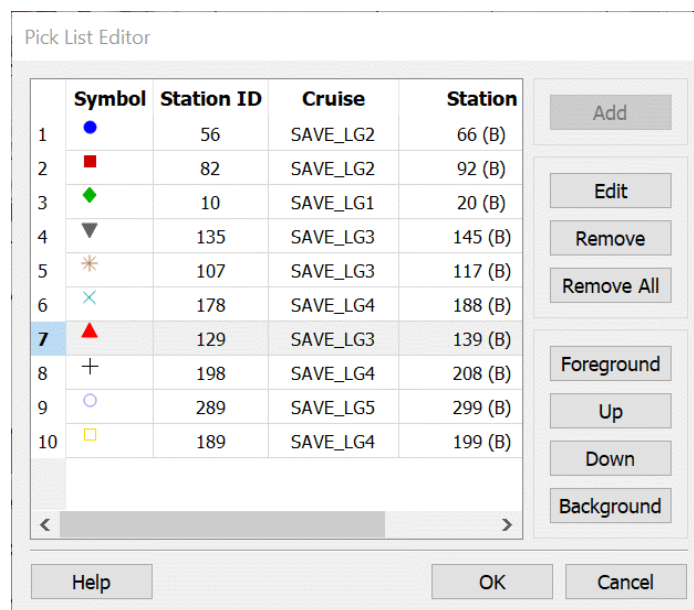 Pick List Editor
Symbol Station ID Cruise Station
1 56 SAVE_LG2 66 (B)
2 82 SAVE_LG2 92 (B)
3 10 SAVE_LG1 20 (B)
4 135 SAVE_LG3 145 (B)
5 107 SAVE_LG3 117 (B)
6 178 SAVE_LG4 188 (B)
7 129 SAVE_LG3 139 (B)
8 198 SAVE_LG4 208 (B)
9 289 SAVE_LG5 299 (B)
10 189 SAVE_LG4 199 (B)
Add
Edit
Remove
Remove All
Foreground
Up
Down
Background
Help OK Cancel